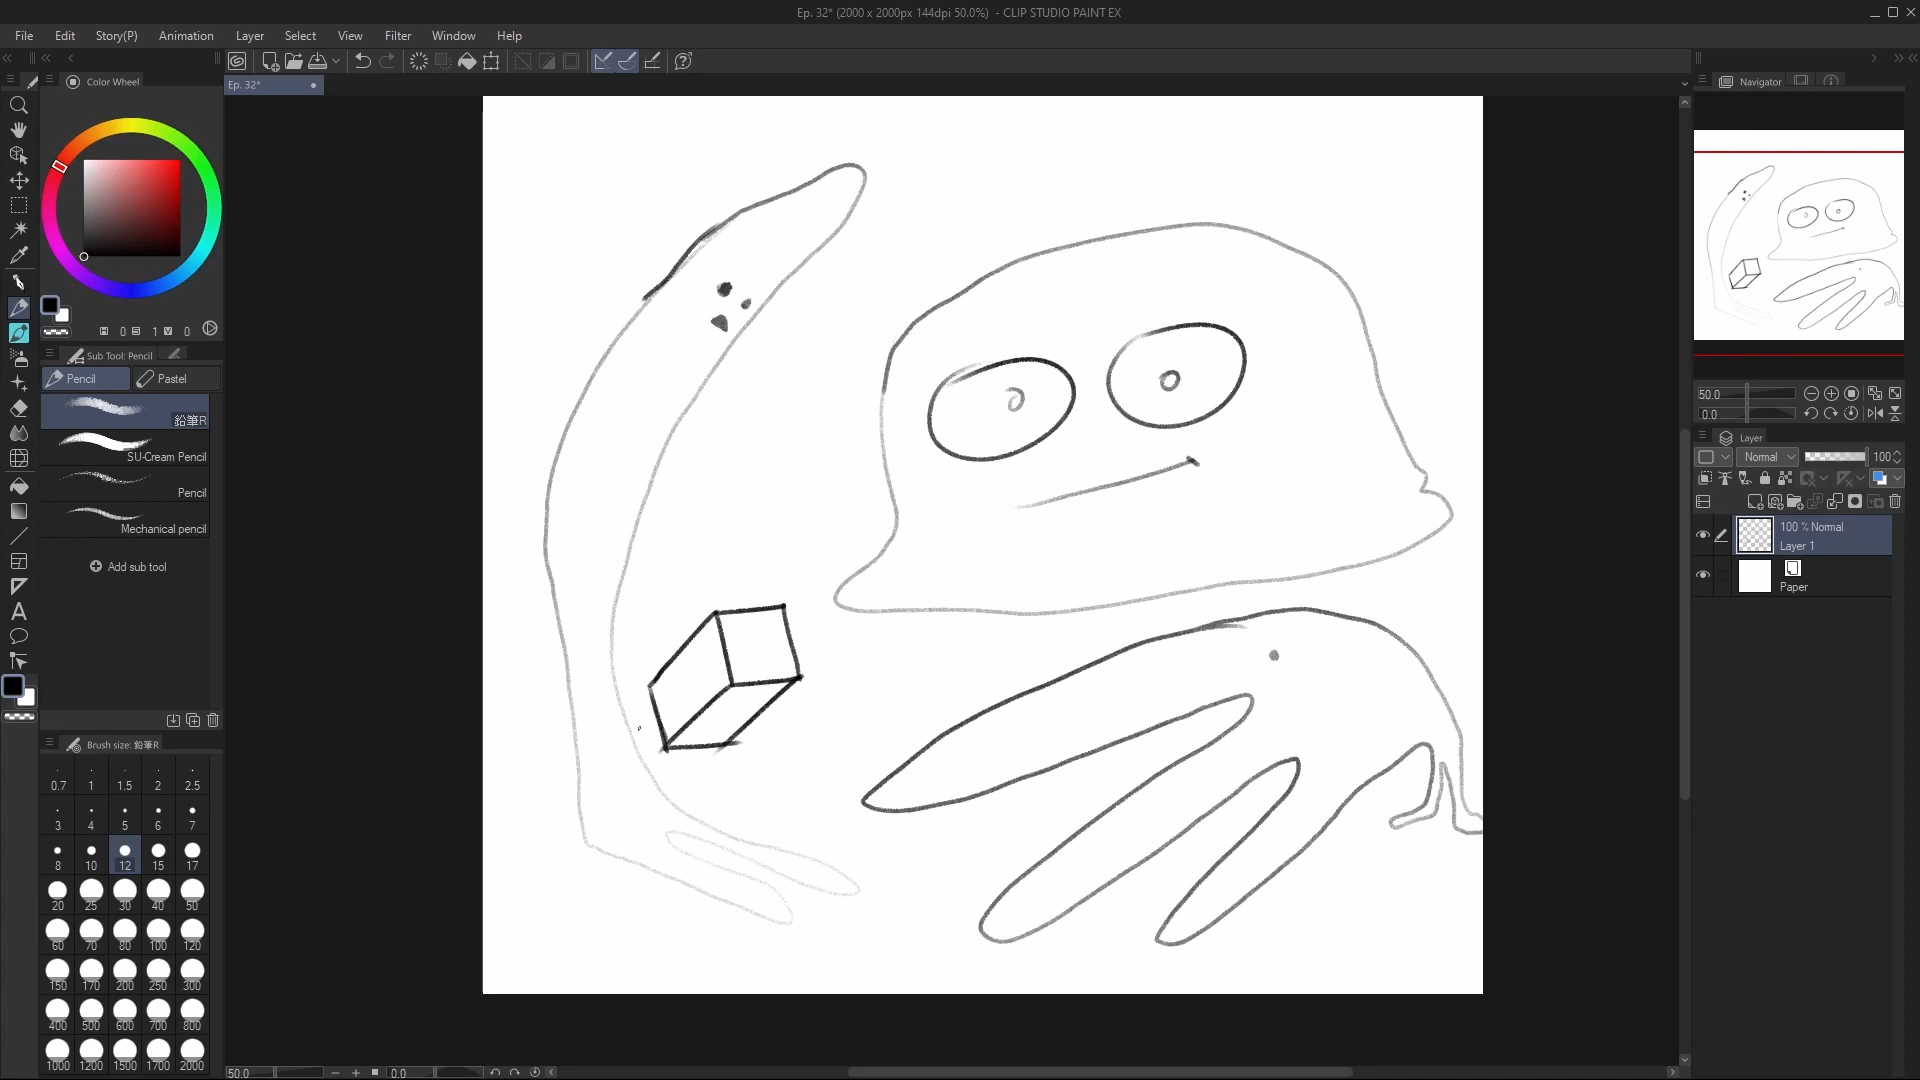 Ep. 32* (2000 x 2000px 144dpi 50.0%) - CLIP STUDIO PAINT EX
File Edit Story(P) Animation Layer Select View Filter Window Help
Ep. 32*
Color Wheel
0 1 0
Sub Tool: Pencil
Pencil Pastel
鉛筆R
SU-Cream Pencil
Pencil
Mechanical pencil
Add sub tool
Brush size: 鉛筆R
0.7 1 1.5 2 2.5
3 4 5 6 7
8 10 12 15 17
20 25 30 40 50
60 70 80 100 120
150 170 200 250 300
400 500 600 700 800
1000 1200 1500 1700 2000
50.0 0.0
Navigator
50.0
0.0
Layer
Normal 100
100 % Normal
Layer 1
Paper